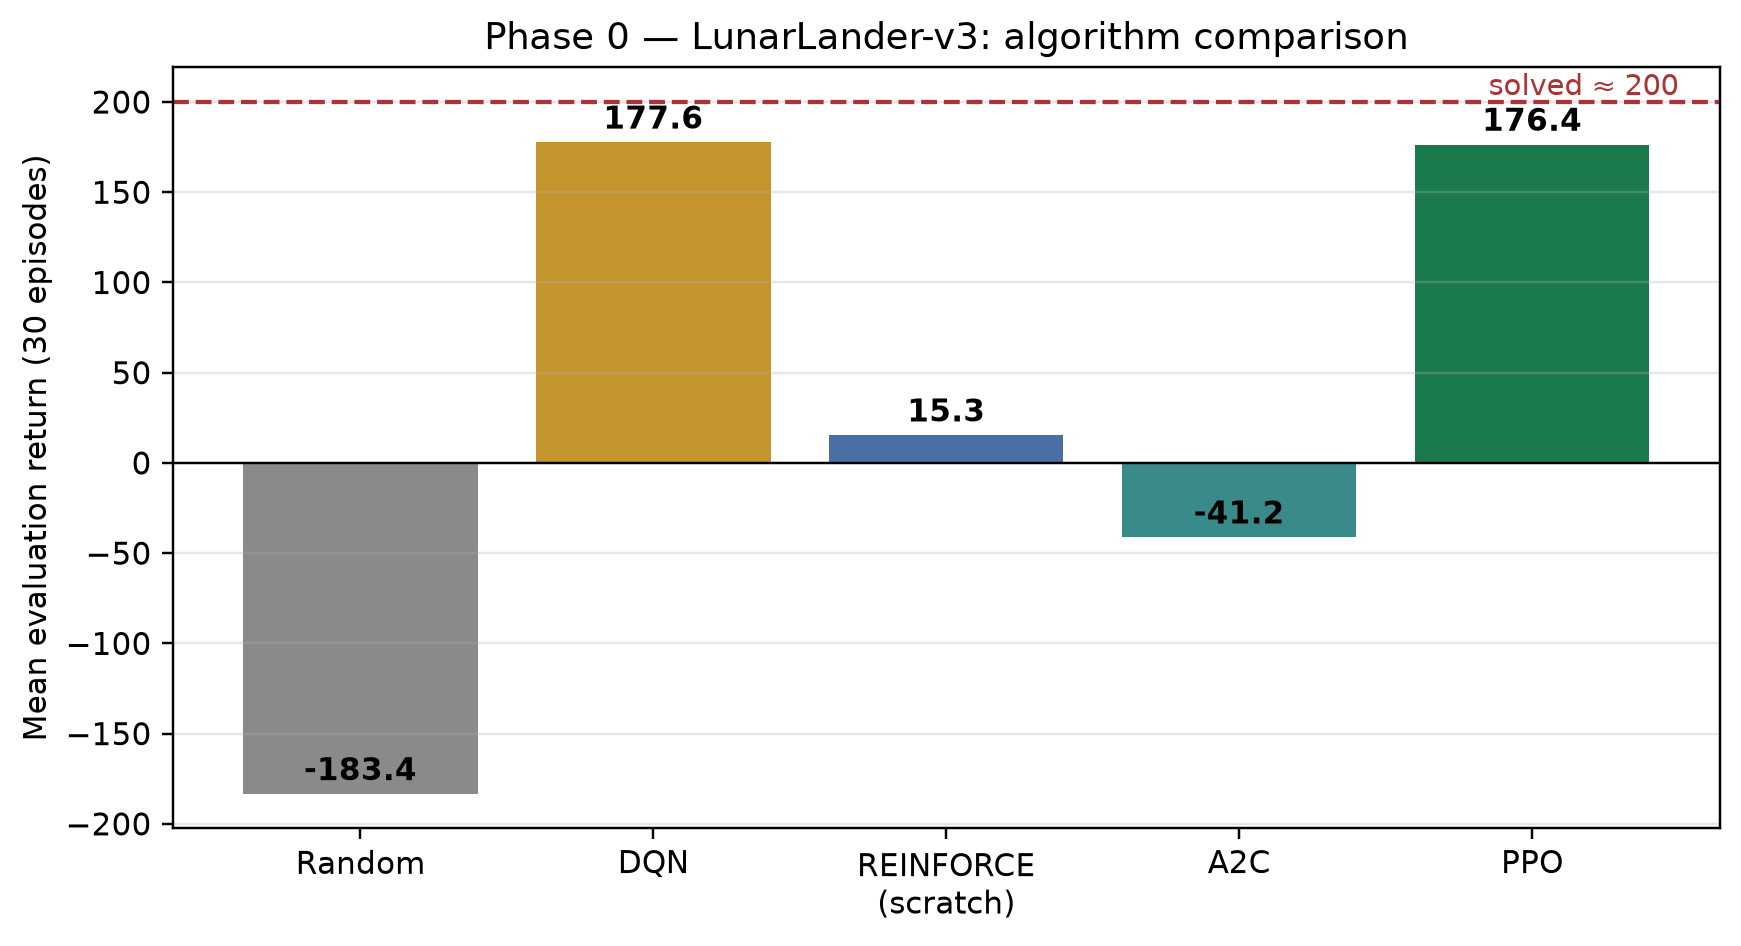 Phase 0 — LunarLander-v3: algorithm comparison
solved ≈ 200
Mean evaluation return (30 episodes)
200
150
100
50
0
−50
−100
−150
−200
-183.4
177.6
15.3
-41.2
176.4
Random
DQN
REINFORCE
(scratch)
A2C
PPO